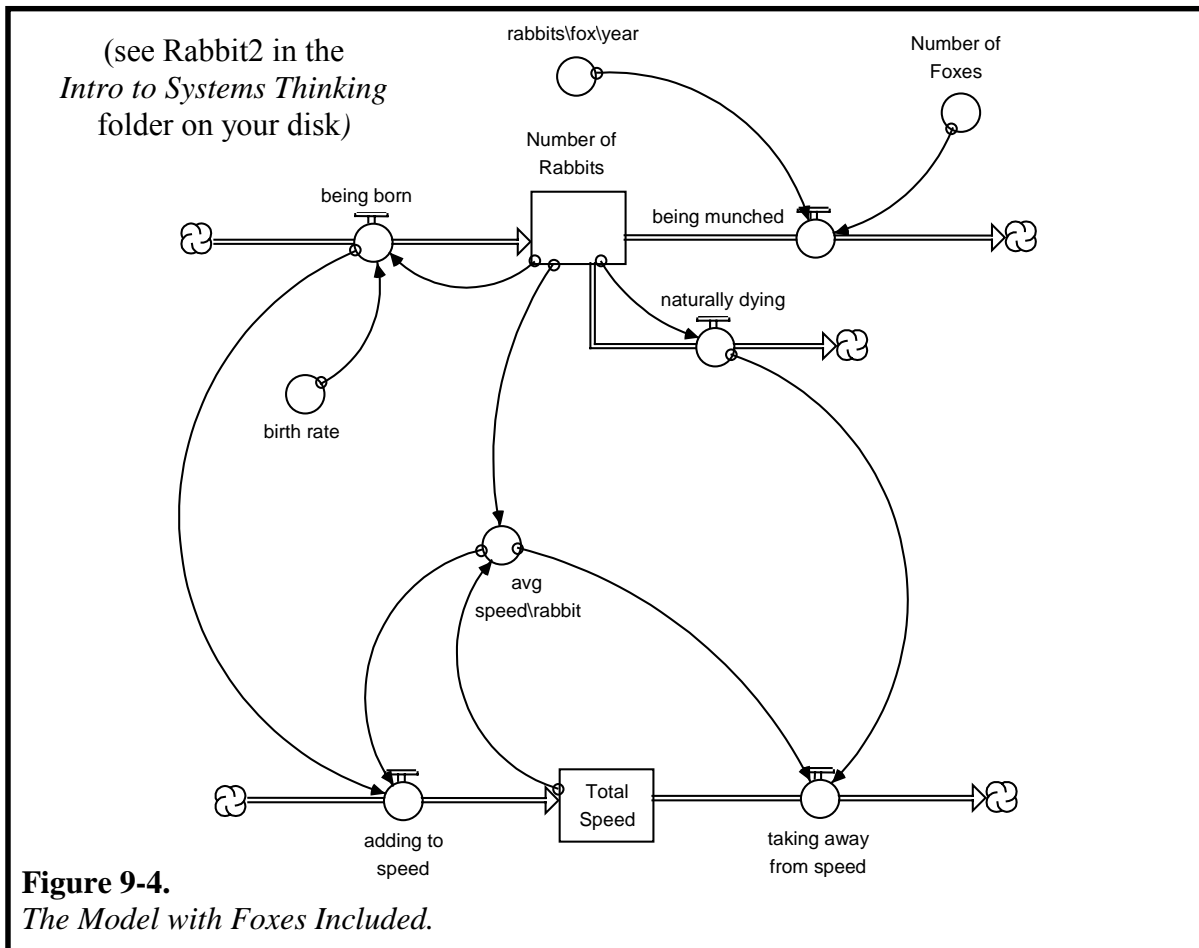 (see Rabbit2 in the
Intro to Systems Thinking
folder on your disk)
rabbits\fox\year
Number of
Foxes
Number of
Rabbits
being born
being munched
naturally dying
birth rate
avg
speed\rabbit
Total
Speed
adding to
speed
taking away
from speed
Figure 9-4.
The Model with Foxes Included.